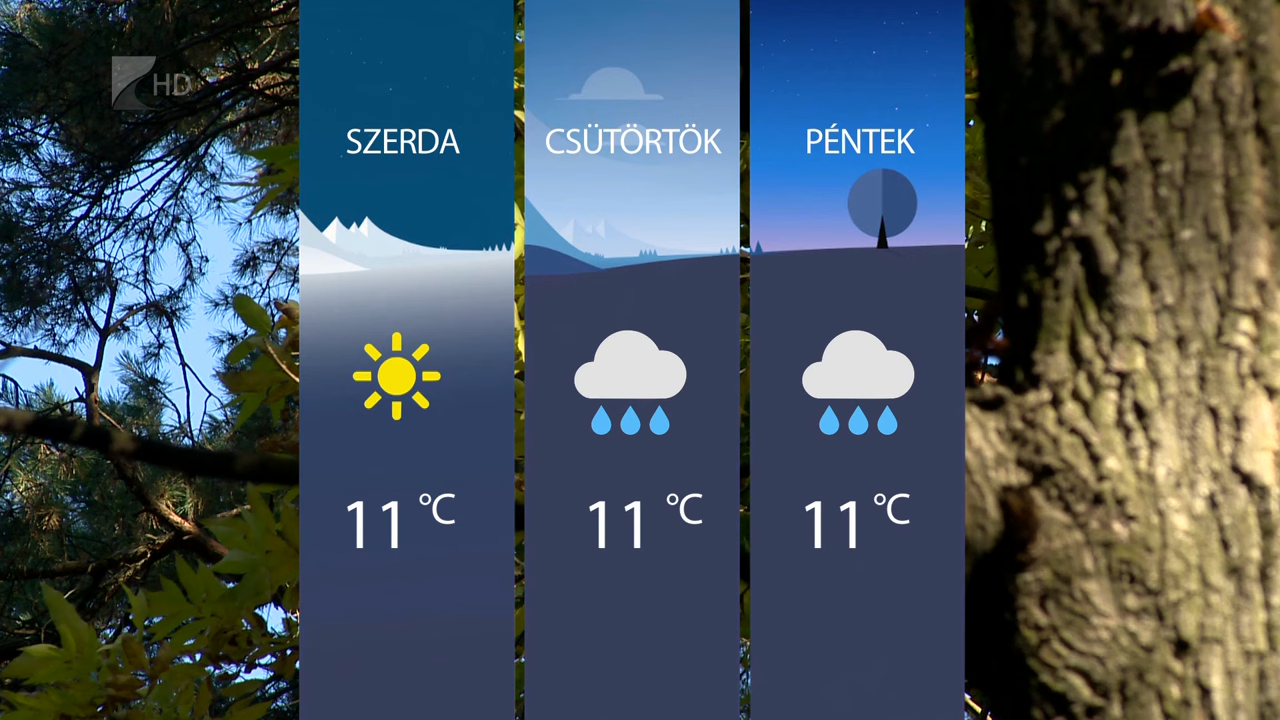 HD
SZERDA
CSÜTÖRTÖK
PÉNTEK
11 °C
11 °C
11 °C